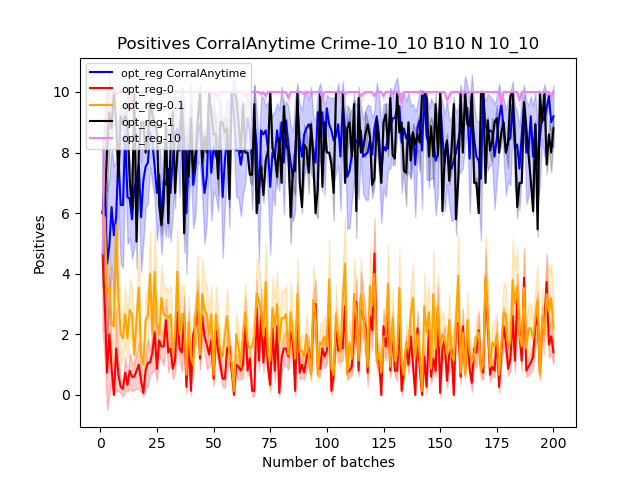 Positives CorralAnytime Crime-10_10 B10 N 10_10
opt_reg CorralAnytime
opt_reg-0
opt_reg-0.1
opt_reg-1
opt_reg-10
Positives
10
8
6
4
2
0
0 25 50 75 100 125 150 175 200
Number of batches